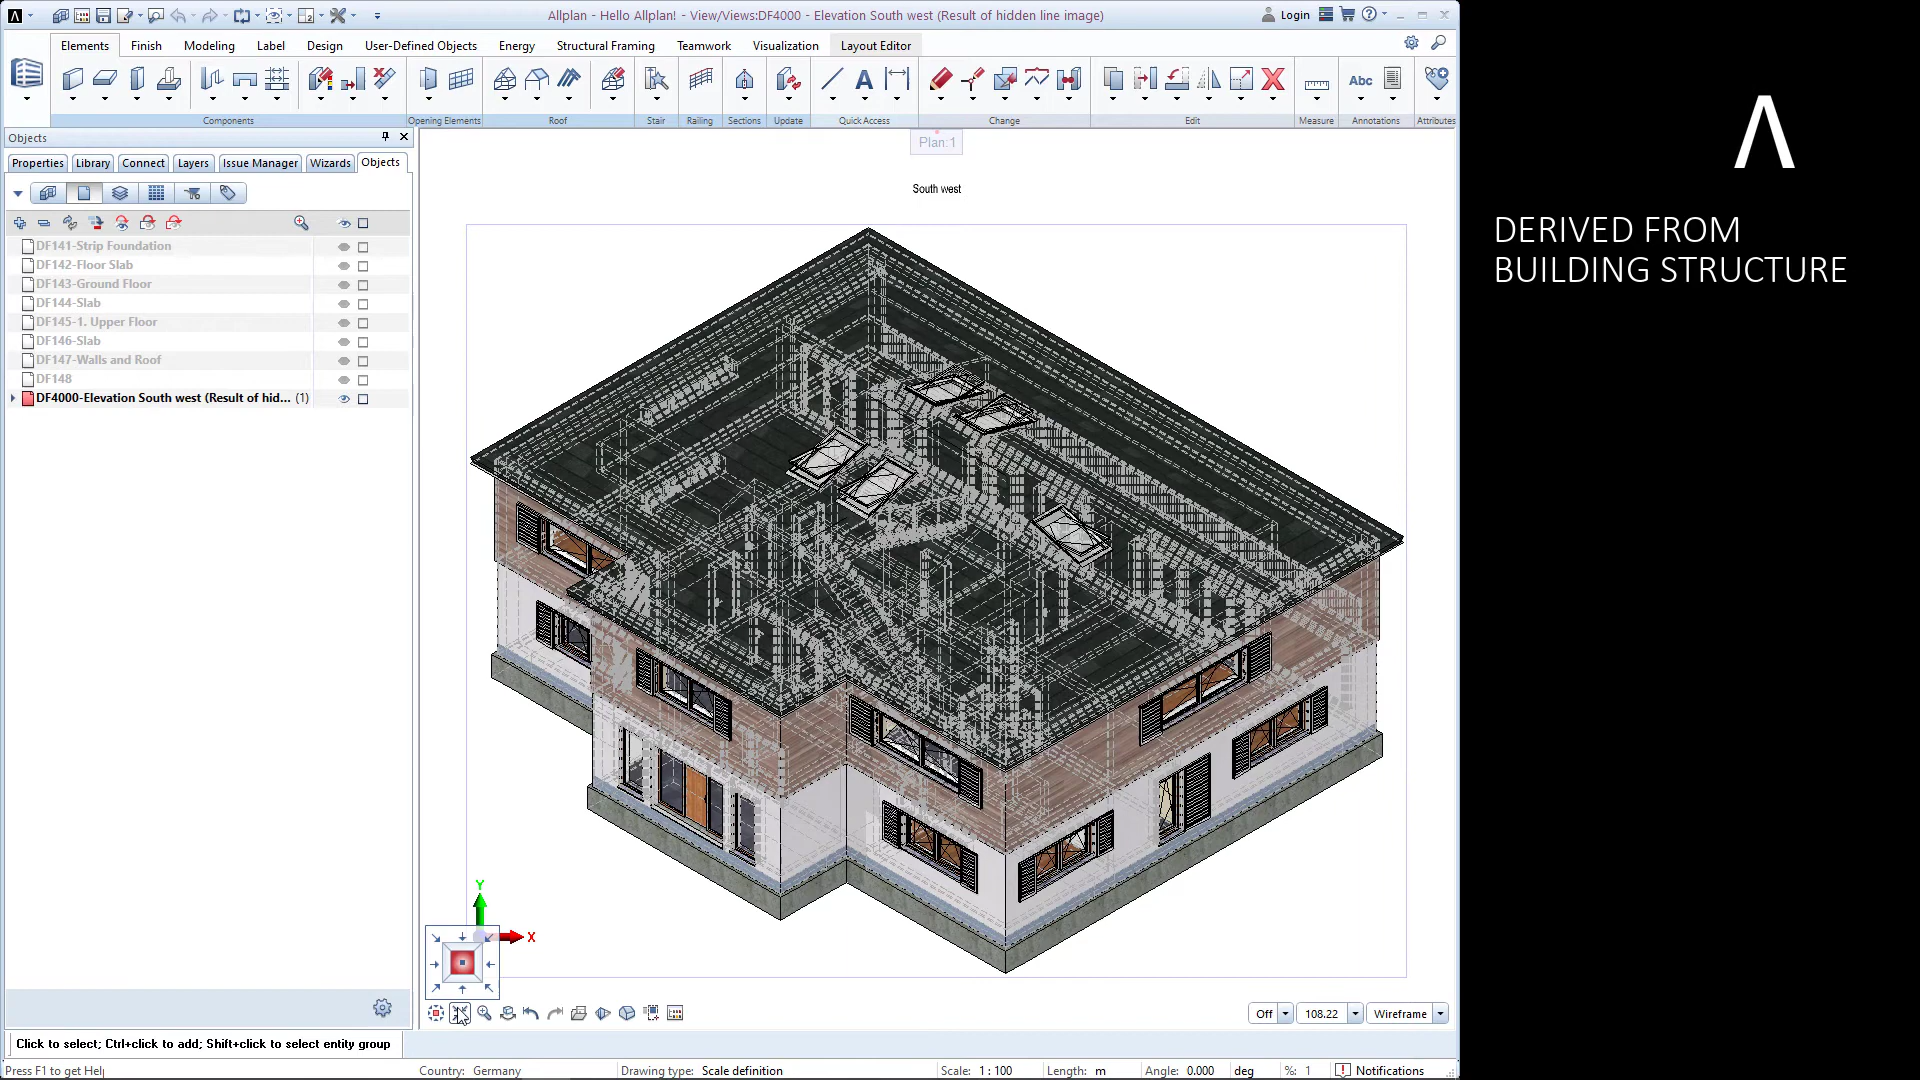 Allplan - Hello Allplan! - View/Views:DF4000 - Elevation South west (Result of hidden line image)
Login
Elements Finish Modeling Label Design User-Defined Objects Energy Structural Framing Teamwork Visualization Layout Editor
Abc
Components Opening Elements Roof Stair Railing Sections Update Quick Access Change Edit Measure Annotations Attributes
Objects
Plan:1
Properties Library Connect Layers Issue Manager Wizards Objects
South west
DERIVED FROM
BUILDING STRUCTURE
DF141-Strip Foundation
DF142-Floor Slab
DF143-Ground Floor
DF144-Slab
DF145-1. Upper Floor
DF146-Slab
DF147-Walls and Roof
DF148
DF4000-Elevation South west (Result of hid... (1)
Y
X
Off 108.22 Wireframe
Click to select; Ctrl+click to add; Shift+click to select entity group
Press F1 to get Hel
Country: Germany Drawing type: Scale definition Scale: 1 : 100 Length: m Angle: 0.000 deg %: 1 Notifications